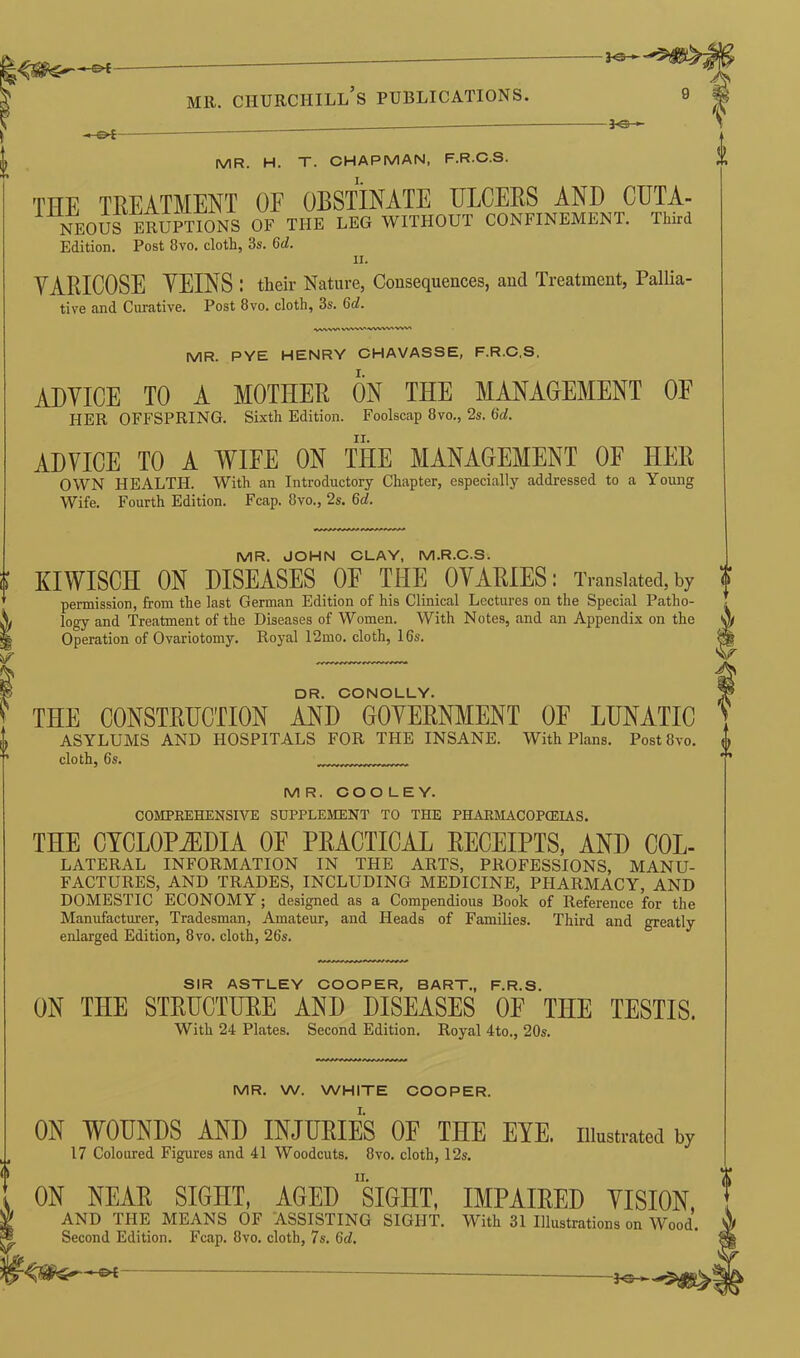 MR. CHURCHILL'S PUBLICATIONS. 9
MR. H. T. CHAPMAN, F.R.C.S.
I.
THE TREATMENT OF OBSTINATE ULCERS AND CUTA-
NEOUS ERUPTIONS OF THE LEG WITHOUT CONFINEMENT. Third
Edition. Post 8vo. cloth, 3s. 6d.
II.
VARICOSE VEINS: their Nature, Consequences, and Treatment, Pallia-
tive and Curative. Post 8vo. cloth, 3s. 6d.
MR. PYE HENRY CHAVASSE, F.R.C.S.
I.
ADVICE TO A MOTHER ON THE MANAGEMENT OF
HER OFFSPRING. Sixth Edition. Foolscap 8vo., 2s. 6d.
II.
ADVICE TO A WIFE ON THE MANAGEMENT OF HER
OWN HEALTH. With an Introductory Chapter, especially addressed to a Young
Wife. Fourth Edition. Fcap. 8vo., 2s. 6d.
MR. JOHN CLAY, M.R.C.S.
KIWISCH ON DISEASES OF THE OVARIES: Translated, by
permission, from the last German Edition of his Clinical Lectures on the Special Patho-
logy and Treatment of the Diseases of Women. With Notes, and an Appendix on the
Operation of Ovariotomy. Royal 12mo. cloth, 16s.
DR. CONOLLY.
THE CONSTRUCTION AND GOVERNMENT OF LUNATIC
ASYLUMS AND HOSPITALS FOR THE INSANE. With Plans. Post 8vo.
cloth, 6s.
MR. COOLEY.
COMPREHENSIVE SUPPLEMENT TO THE PHARMACOPŒIAS.
THE CYCLOPÆDIA OF PRACTICAL RECEIPTS, AND COL-
LATERAL INFORMATION IN THE ARTS, PROFESSIONS, MANU-
FACTURES, AND TRADES, INCLUDING MEDICINE, PHARMACY, AND
DOMESTIC ECONOMY; designed as a Compendious Book of Reference for the
Manufacturer, Tradesman, Amateur, and Heads of Families. Third and greatly
enlarged Edition, 8vo. cloth, 26s.
SIR ASTLEY COOPER, BART., F.R.S.
ON THE STRUCTURE AND DISEASES OF THE TESTIS.
With 24 Plates. Second Edition. Royal 4to., 20s.
MR. W. WHITE COOPER.
I.
ON WOUNDS AND INJURIES OF THE EYE. Illustrated by
17 Coloured Figures and 41 Woodcuts. 8vo. cloth, 12s.
II.
ON NEAR SIGHT, AGED SIGHT, IMPAIRED VISION,
AND THE MEANS OF ASSISTING SIGHT. With 31 Illustrations on Wood.
Second Edition. Fcap. 8vo. cloth, 7s. 6d.